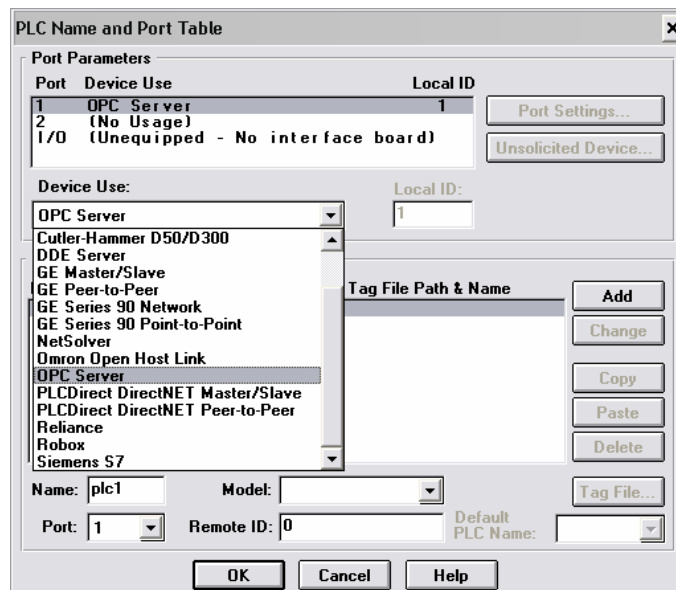 PLC Name and Port Table
Port Parameters
Port Device Use Local ID
1 OPC Server 1
2 (No Usage)
I/O (Unequipped - No interface board)
Port Settings...
Unsolicited Device...
Device Use:
Local ID:
OPC Server
1
Cutler-Hammer D50/D300
DDE Server
GE Master/Slave
GE Peer-to-Peer
GE Series 90 Network
GE Series 90 Point-to-Point
NetSolver
Omron Open Host Link
OPC Server
PLCDirect DirectNET Master/Slave
PLCDirect DirectNET Peer-to-Peer
Reliance
Robox
Siemens S7
Tag File Path & Name
Add
Change
Copy
Paste
Delete
Name: plc1 Model:
Tag File...
Port: 1 Remote ID: 0 Default PLC Name:
OK Cancel Help